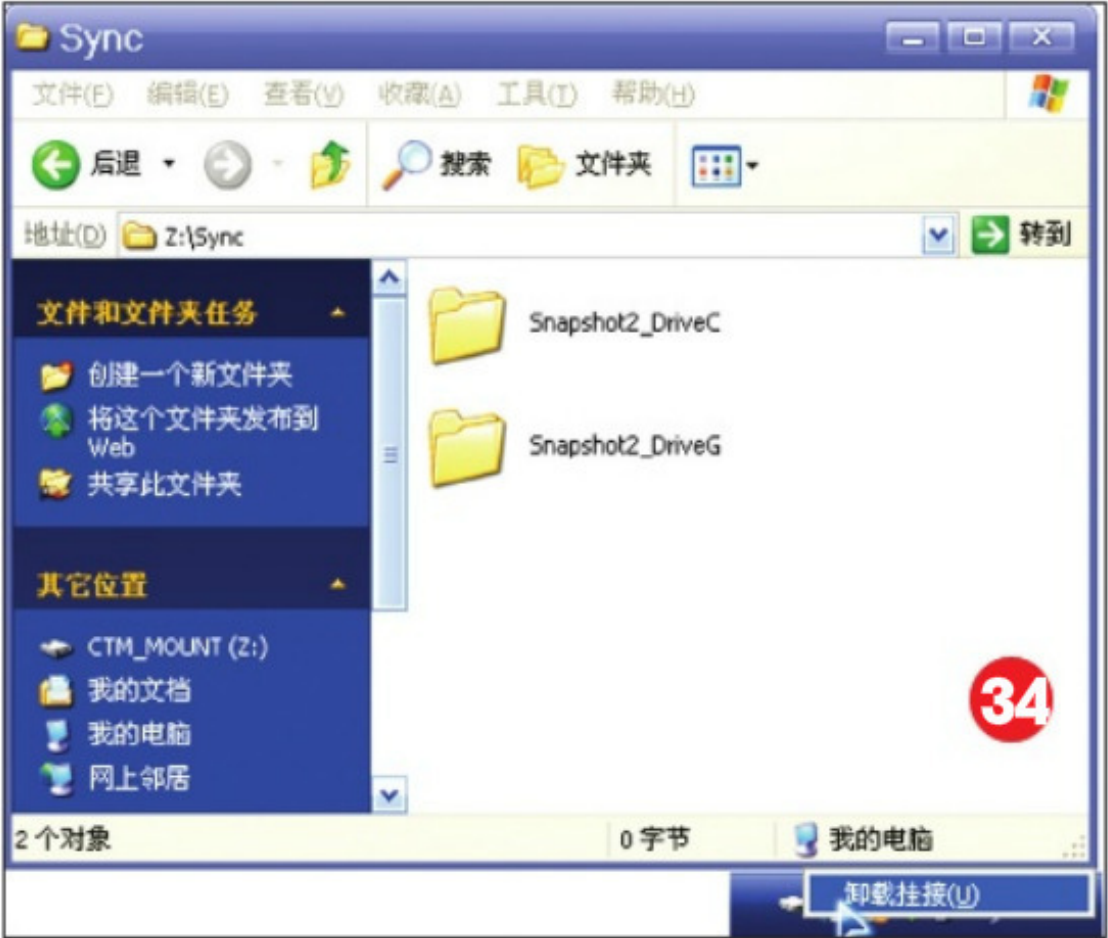 Sync
文件(F) 编辑(E) 查看(V) 收藏(A) 工具(T) 帮助(H)
后退 搜索 文件夹
地址(D) Z:\Sync 转到
文件和文件夹任务
创建一个新文件夹
将这个文件夹发布到
Web
共享此文件夹
其它位置
CTM_MOUNT (Z:)
我的文档
我的电脑
网上邻居
Snapshot2_DriveC
Snapshot2_DriveG
34
2 个对象 0 字节 我的电脑
卸载挂接(U)